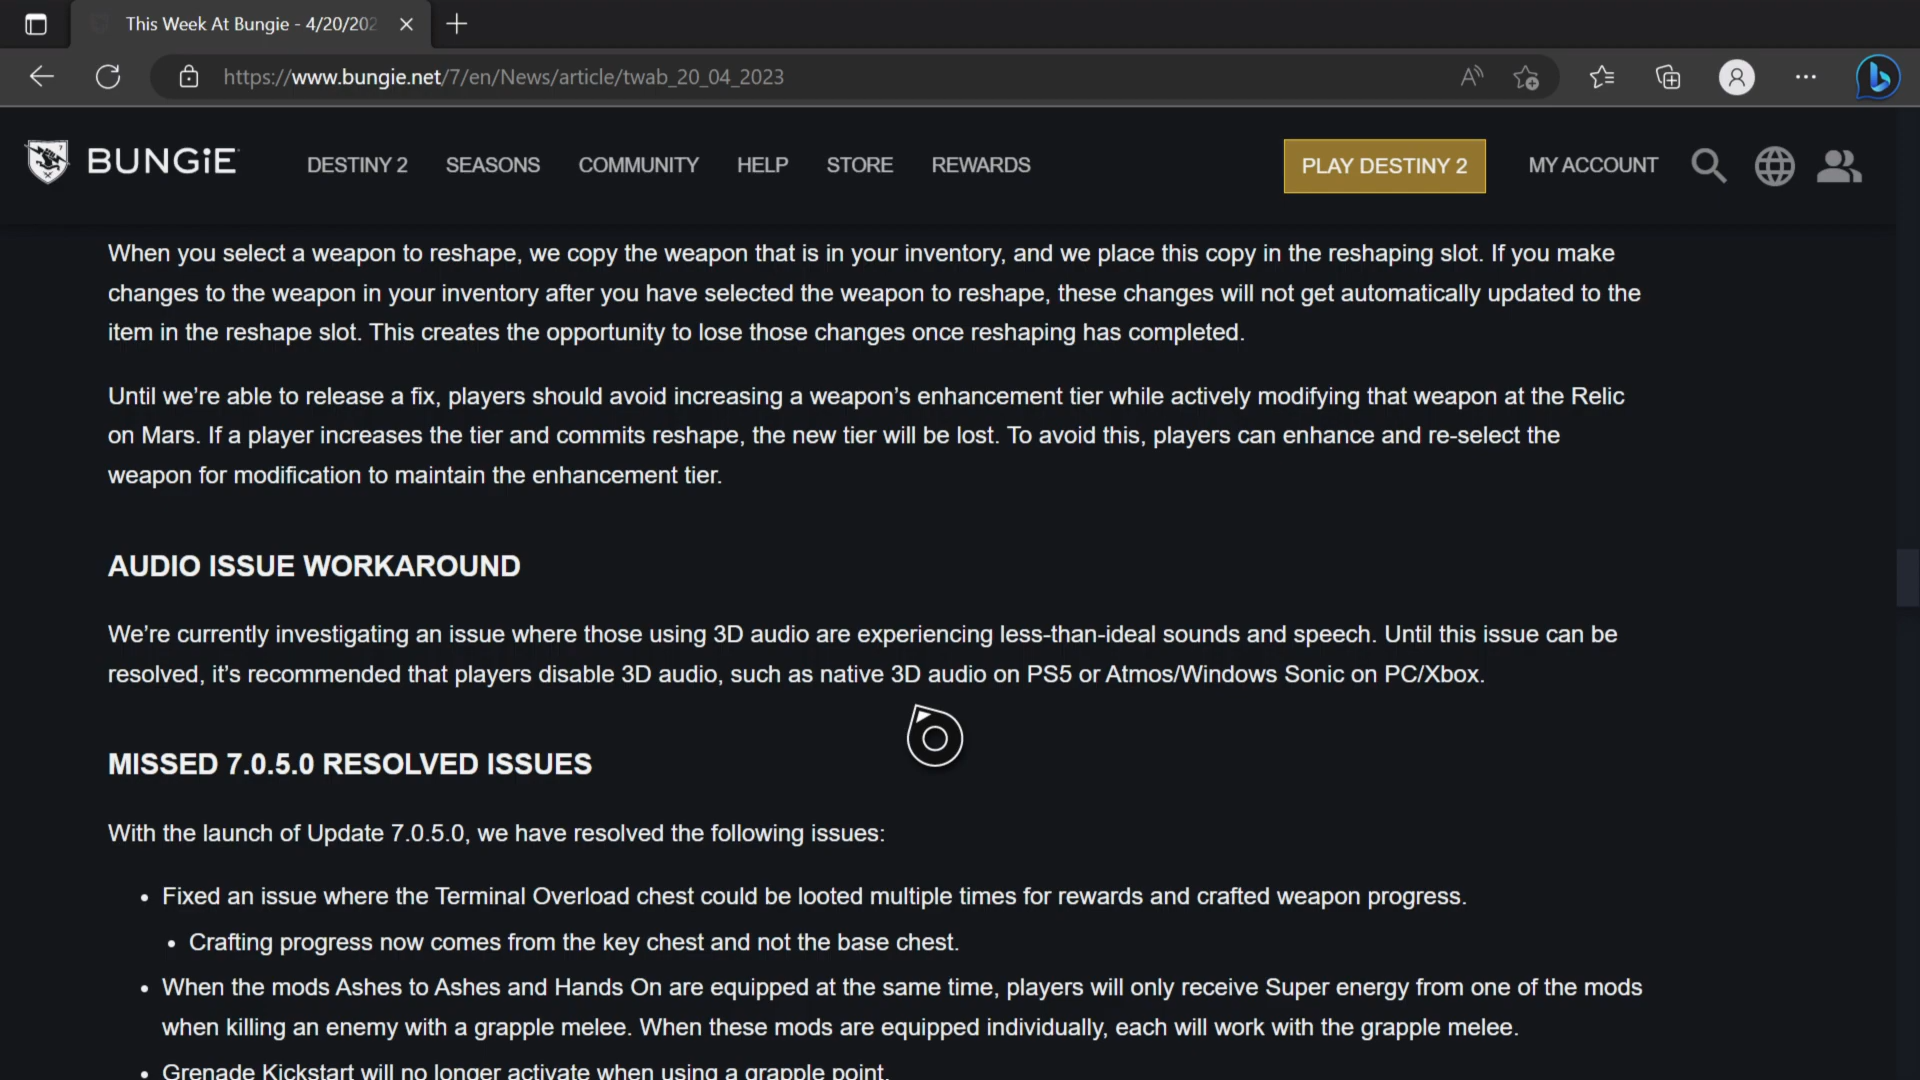 This Week At Bungie - 4/20/202
https://www.bungie.net/7/en/News/article/twab_20_04_2023
BUNGiE
DESTINY 2
SEASONS
COMMUNITY
HELP
STORE
REWARDS
PLAY DESTINY 2
MY ACCOUNT
When you select a weapon to reshape, we copy the weapon that is in your inventory, and we place this copy in the reshaping slot. If you make
changes to the weapon in your inventory after you have selected the weapon to reshape, these changes will not get automatically updated to the
item in the reshape slot. This creates the opportunity to lose those changes once reshaping has completed.
Until we’re able to release a fix, players should avoid increasing a weapon’s enhancement tier while actively modifying that weapon at the Relic
on Mars. If a player increases the tier and commits reshape, the new tier will be lost. To avoid this, players can enhance and re-select the
weapon for modification to maintain the enhancement tier.
AUDIO ISSUE WORKAROUND
We’re currently investigating an issue where those using 3D audio are experiencing less-than-ideal sounds and speech. Until this issue can be
resolved, it’s recommended that players disable 3D audio, such as native 3D audio on PS5 or Atmos/Windows Sonic on PC/Xbox.
MISSED 7.0.5.0 RESOLVED ISSUES
With the launch of Update 7.0.5.0, we have resolved the following issues:
• Fixed an issue where the Terminal Overload chest could be looted multiple times for rewards and crafted weapon progress.
• Crafting progress now comes from the key chest and not the base chest.
• When the mods Ashes to Ashes and Hands On are equipped at the same time, players will only receive Super energy from one of the mods
when killing an enemy with a grapple melee. When these mods are equipped individually, each will work with the grapple melee.
• Grenade Kickstart will no longer activate when using a grapple point.